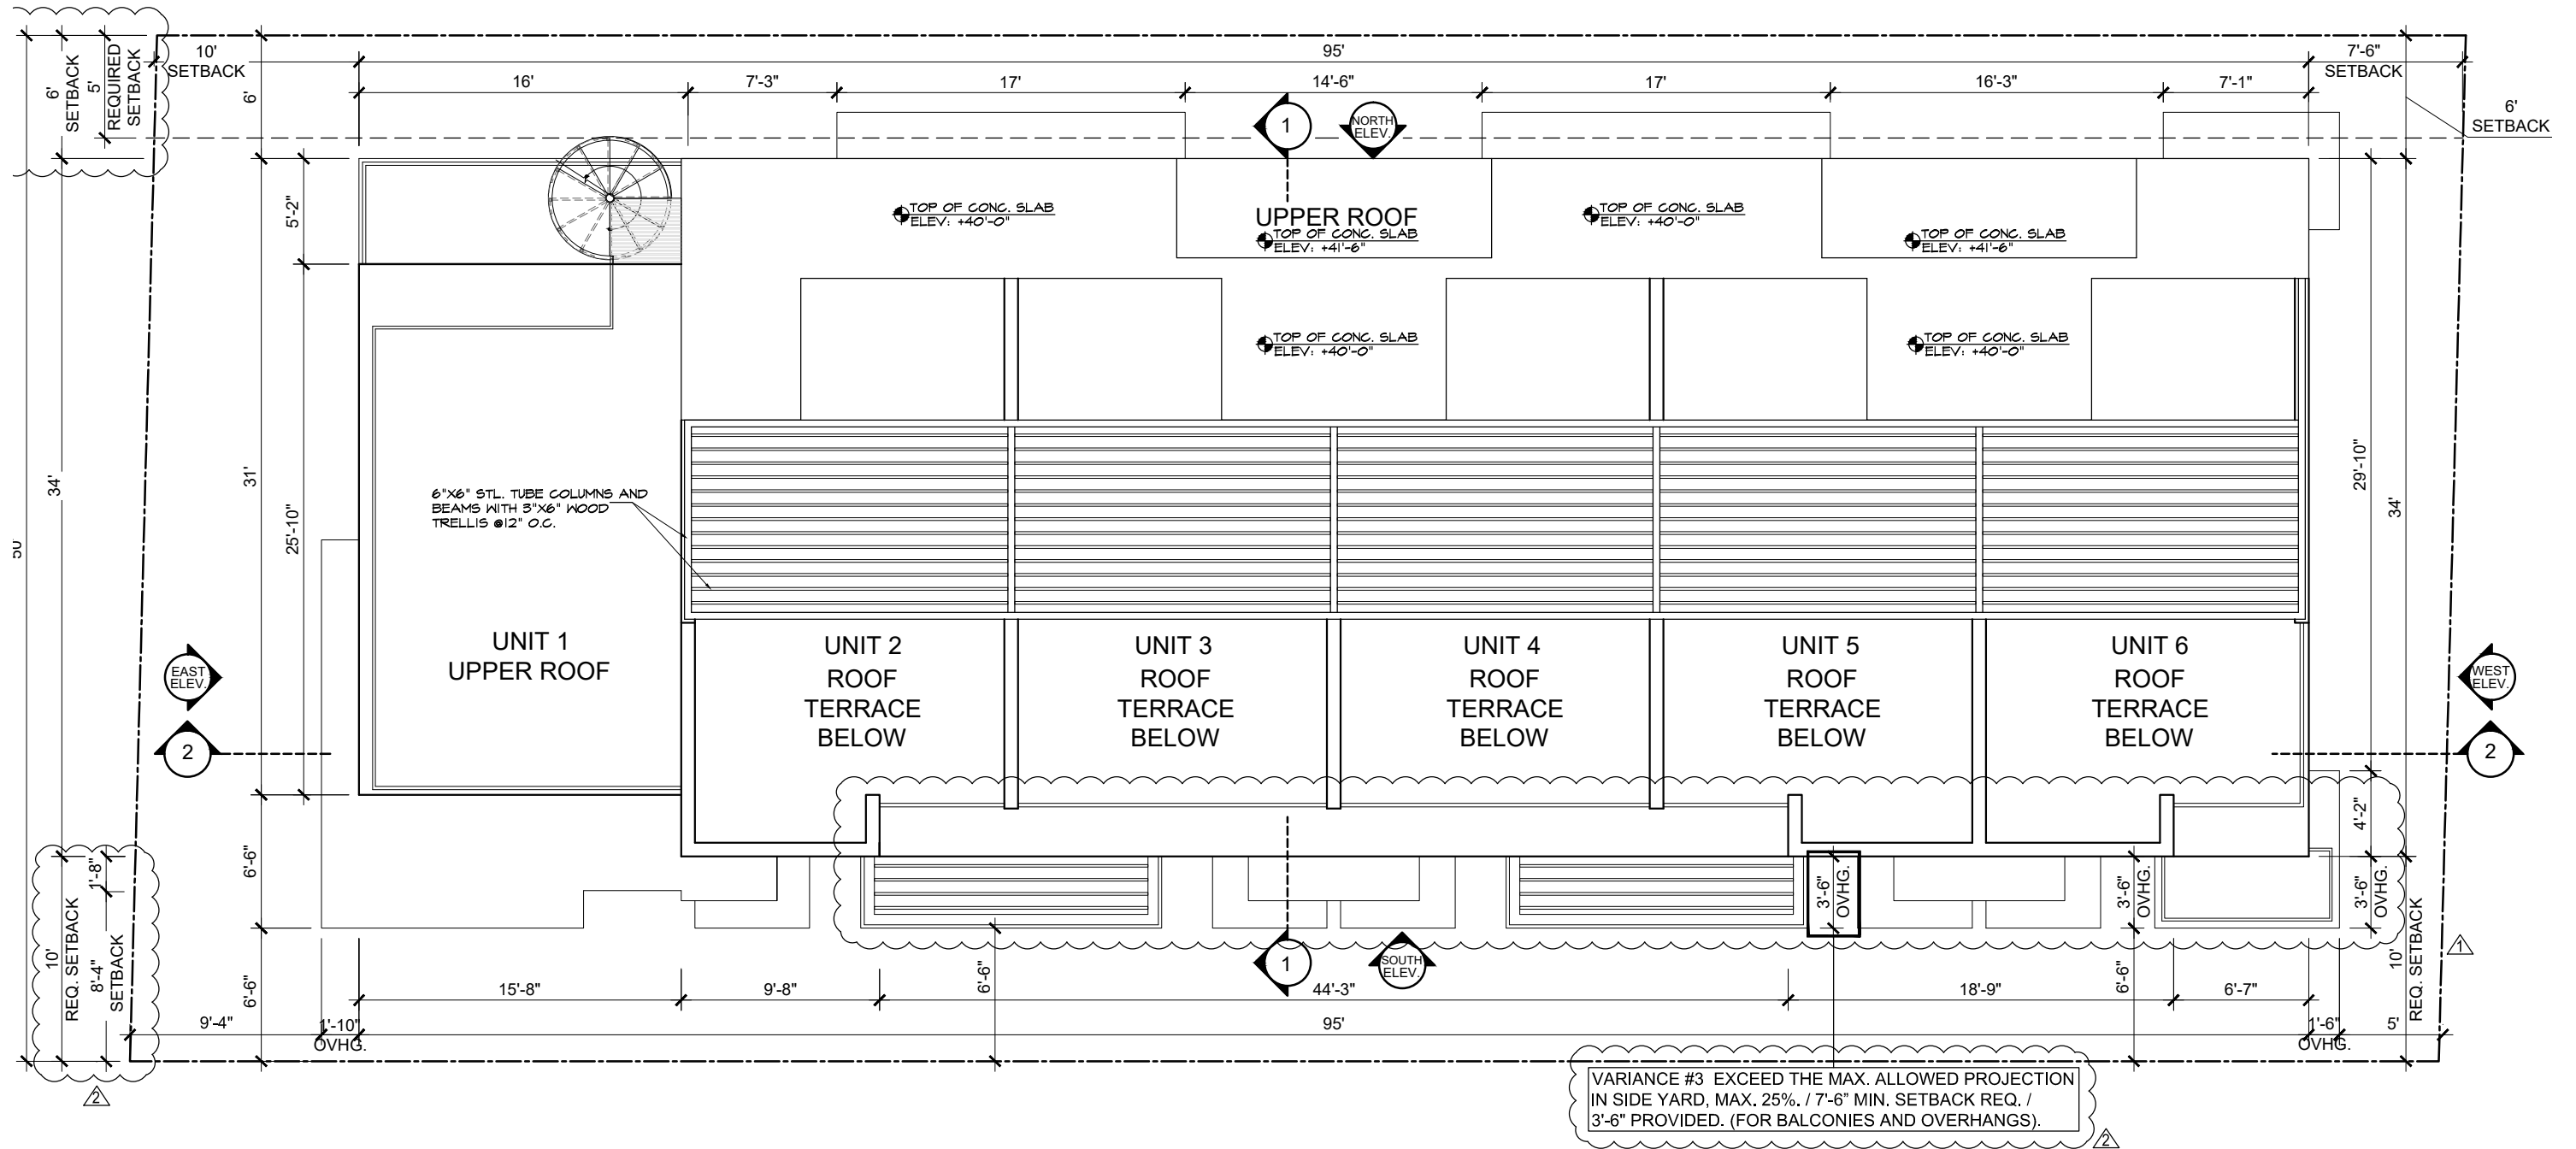 10'
SETBACK
95'
7'-6"
SETBACK
6'
SETBACK
5'
REQUIRED
SETBACK
6'
16'
7'-3"
17'
14'-6"
17'
16'-3"
7'-1"
6'
SETBACK
1
NORTH
ELEV.
5'-2"
TOP OF CONC. SLAB
ELEV: +40'-0"
UPPER ROOF
TOP OF CONC. SLAB
ELEV: +41'-6"
TOP OF CONC. SLAB
ELEV: +40'-0"
TOP OF CONC. SLAB
ELEV: +41'-6"
TOP OF CONC. SLAB
ELEV: +40'-0"
TOP OF CONC. SLAB
ELEV: +40'-0"
34'
31'
25'-10"
29'-10"
34'
6"X6" STL. TUBE COLUMNS AND
BEAMS WITH 3"X6" WOOD
TRELLIS @12" O.C.
UNIT 1
UPPER ROOF
UNIT 2
ROOF
TERRACE
BELOW
UNIT 3
ROOF
TERRACE
BELOW
UNIT 4
ROOF
TERRACE
BELOW
UNIT 5
ROOF
TERRACE
BELOW
UNIT 6
ROOF
TERRACE
BELOW
EAST
ELEV.
WEST
ELEV.
2
2
4'-2"
1'-8"
6'-6"
3'-6"
OVHG.
3'-6"
OVHG.
3'-6"
OVHG.
10'
REQ. SETBACK
8'-4"
SETBACK
10'
REQ. SETBACK
1
1
SOUTH
ELEV.
6'-6"
6'-6"
6'-6"
15'-8"
9'-8"
44'-3"
18'-9"
6'-7"
9'-4"
1'-10"
OVHG.
95'
1'-6"
OVHG.
5'
2
VARIANCE #3 EXCEED THE MAX. ALLOWED PROJECTION
IN SIDE YARD, MAX. 25%. / 7'-6" MIN. SETBACK REQ. /
3'-6" PROVIDED. (FOR BALCONIES AND OVERHANGS).
2